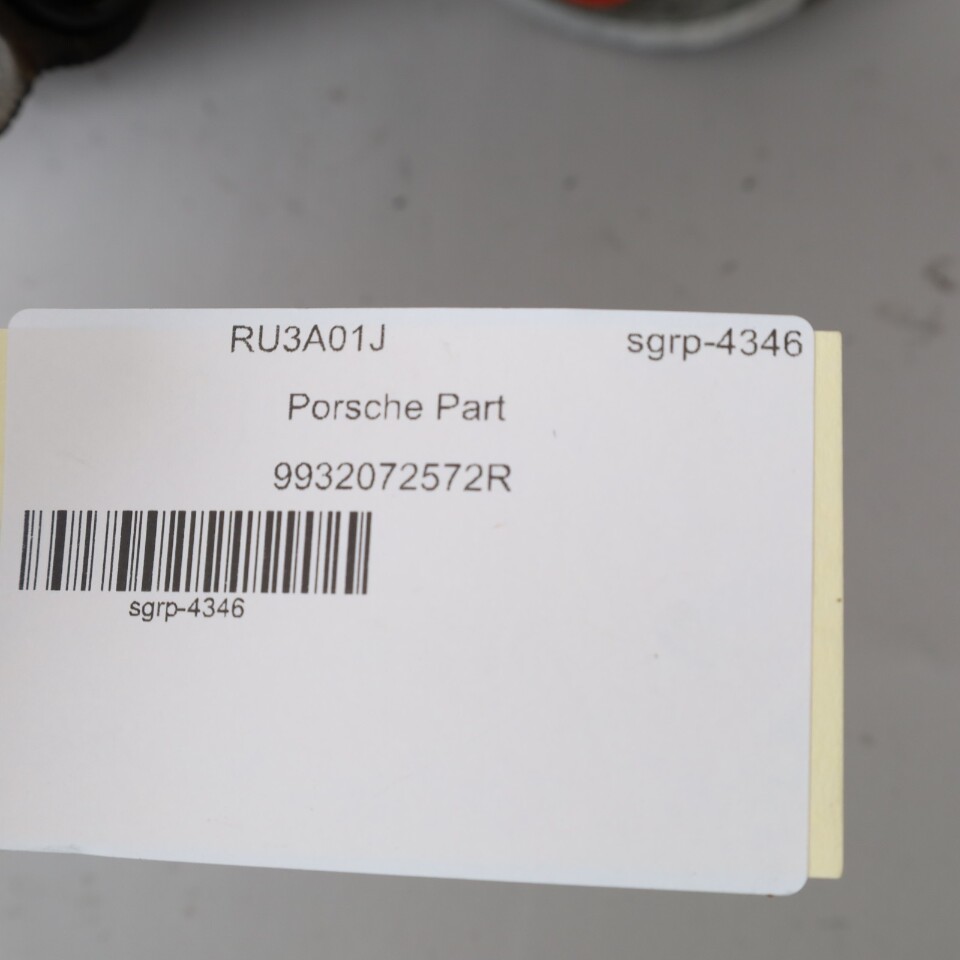 RU3A01J sgrp-4346
Porsche Part
9932072572R
sgrp-4346